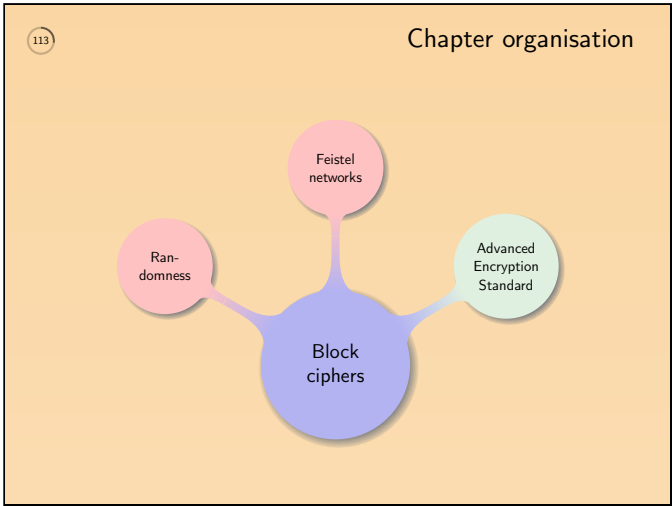 113
Chapter organisation
Feistel
networks
Ran-
domness
Advanced
Encryption
Standard
Block
ciphers